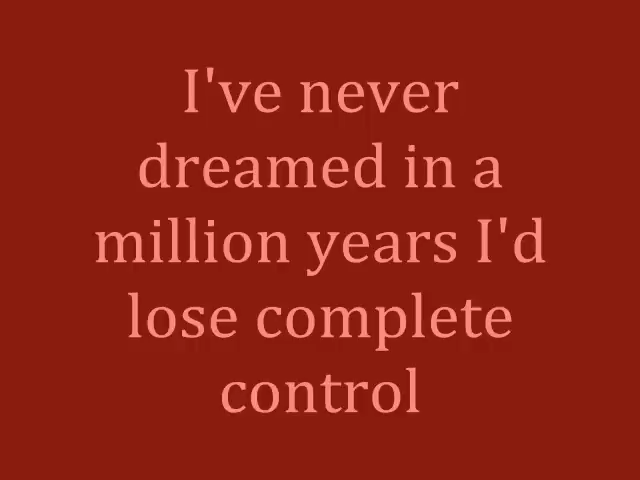 I've never
dreamed in a
million years I'd
lose complete
control